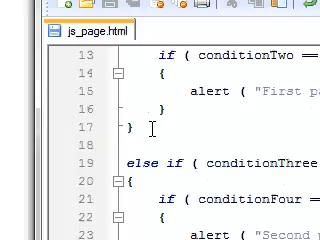 js_page.html
13 if ( conditionTwo ==
14 {
15 alert ( "First pa
16 }
17 }
18
19 else if ( conditionThree
20 {
21 if ( conditionFour ==
22 {
23 alert ( "Second